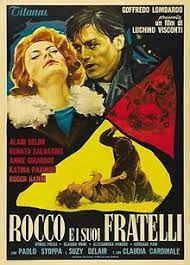 Titanus
GOFFREDO LOMBARDO
PRESENTA
un film di
LUCHINO VISCONTI
ALAIN DELON
RENATO SALVATORI
ANNIE GIRARDOT
KATINA PAXINOU
ROGER HANIN
ROCCO
E I SUOI FRATELLI
con PAOLO STOPPA e SUZY DELAIR e con CLAUDIA CARDINALE